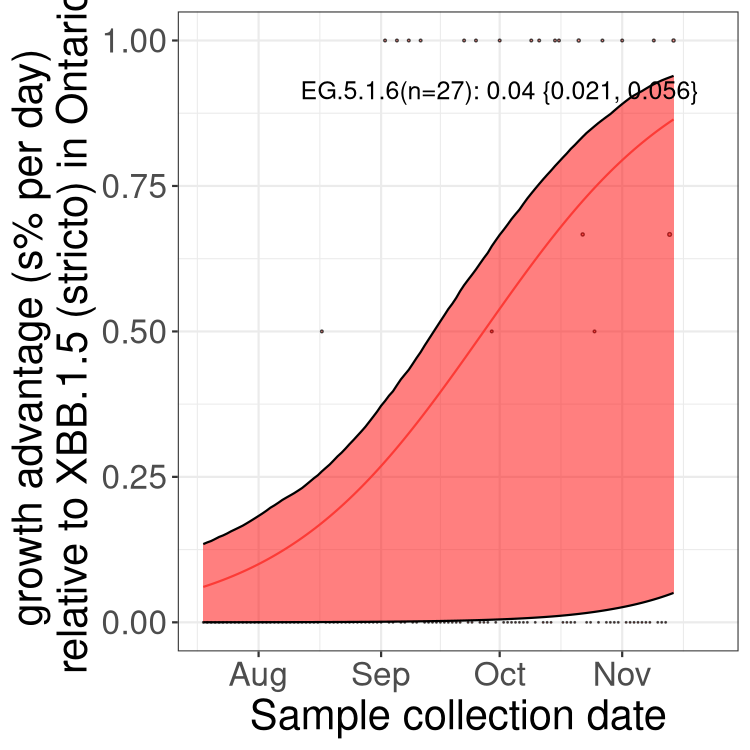 growth advantage (s% per day)
relative to XBB.1.5 (stricto) in Ontario
1.00
0.75
0.50
0.25
0.00
EG.5.1.6(n=27): 0.04 {0.021, 0.056}
Aug Sep Oct Nov
Sample collection date